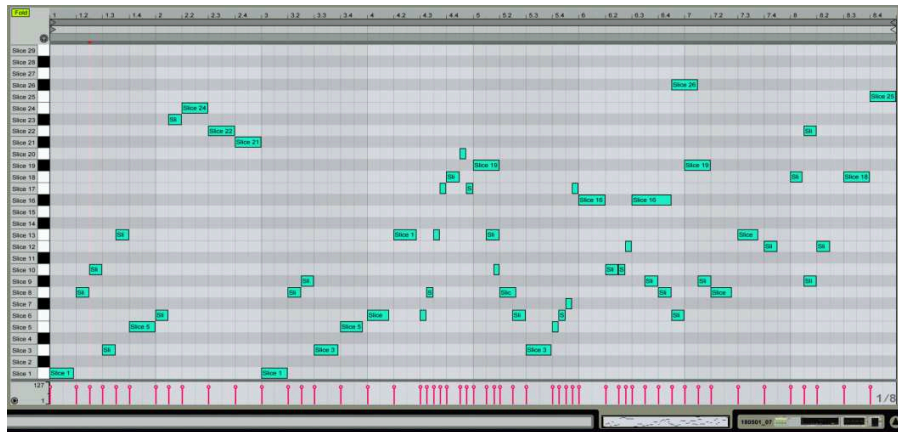 Fold
1 1.2 1.3 1.4 2 2.2 2.3 2.4 3 3.2 3.3 3.4 4 4.2 4.3 4.4 5 5.2 5.3 5.4 6 6.2 6.3 6.4 7 7.2 7.3 7.4 8 8.2 8.3 8.4
Slice 29
Slice 28
Slice 27
Slice 26 Slice 26
Slice 25 Slice 25
Slice 24 Slice 24
Slice 23 Sli Sli
Slice 22 Slice 22
Slice 21 Slice 21
Slice 20
Slice 19 Slice 19 Slice 19
Slice 18 Sli Sli Slice 18
Slice 17 S
Slice 16 Slice 16 Slice 16
Slice 15
Slice 14
Slice 13 Sli Slice 1 Sli Slice
Slice 12 Sli Sli
Slice 11
Slice 10 Sli Sli S
Slice 9 Sli Sli Sli Sli
Slice 8 Sli Sli S Slic Sli Slice
Slice 7
Slice 6 Sli Slice Sli S Sli
Slice 5 Slice 5 Slice 5
Slice 4
Slice 3 Sli Slice 3 Slice 3
Slice 2
Slice 1 Slice 1 Slice 1
127
1 1/8
180501_07